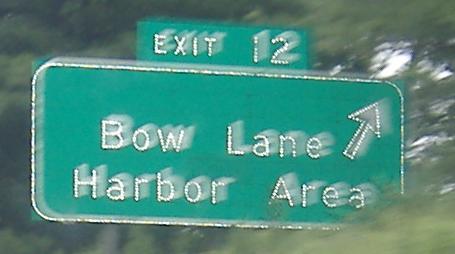 EXIT 12
Bow Lane
Harbor Area